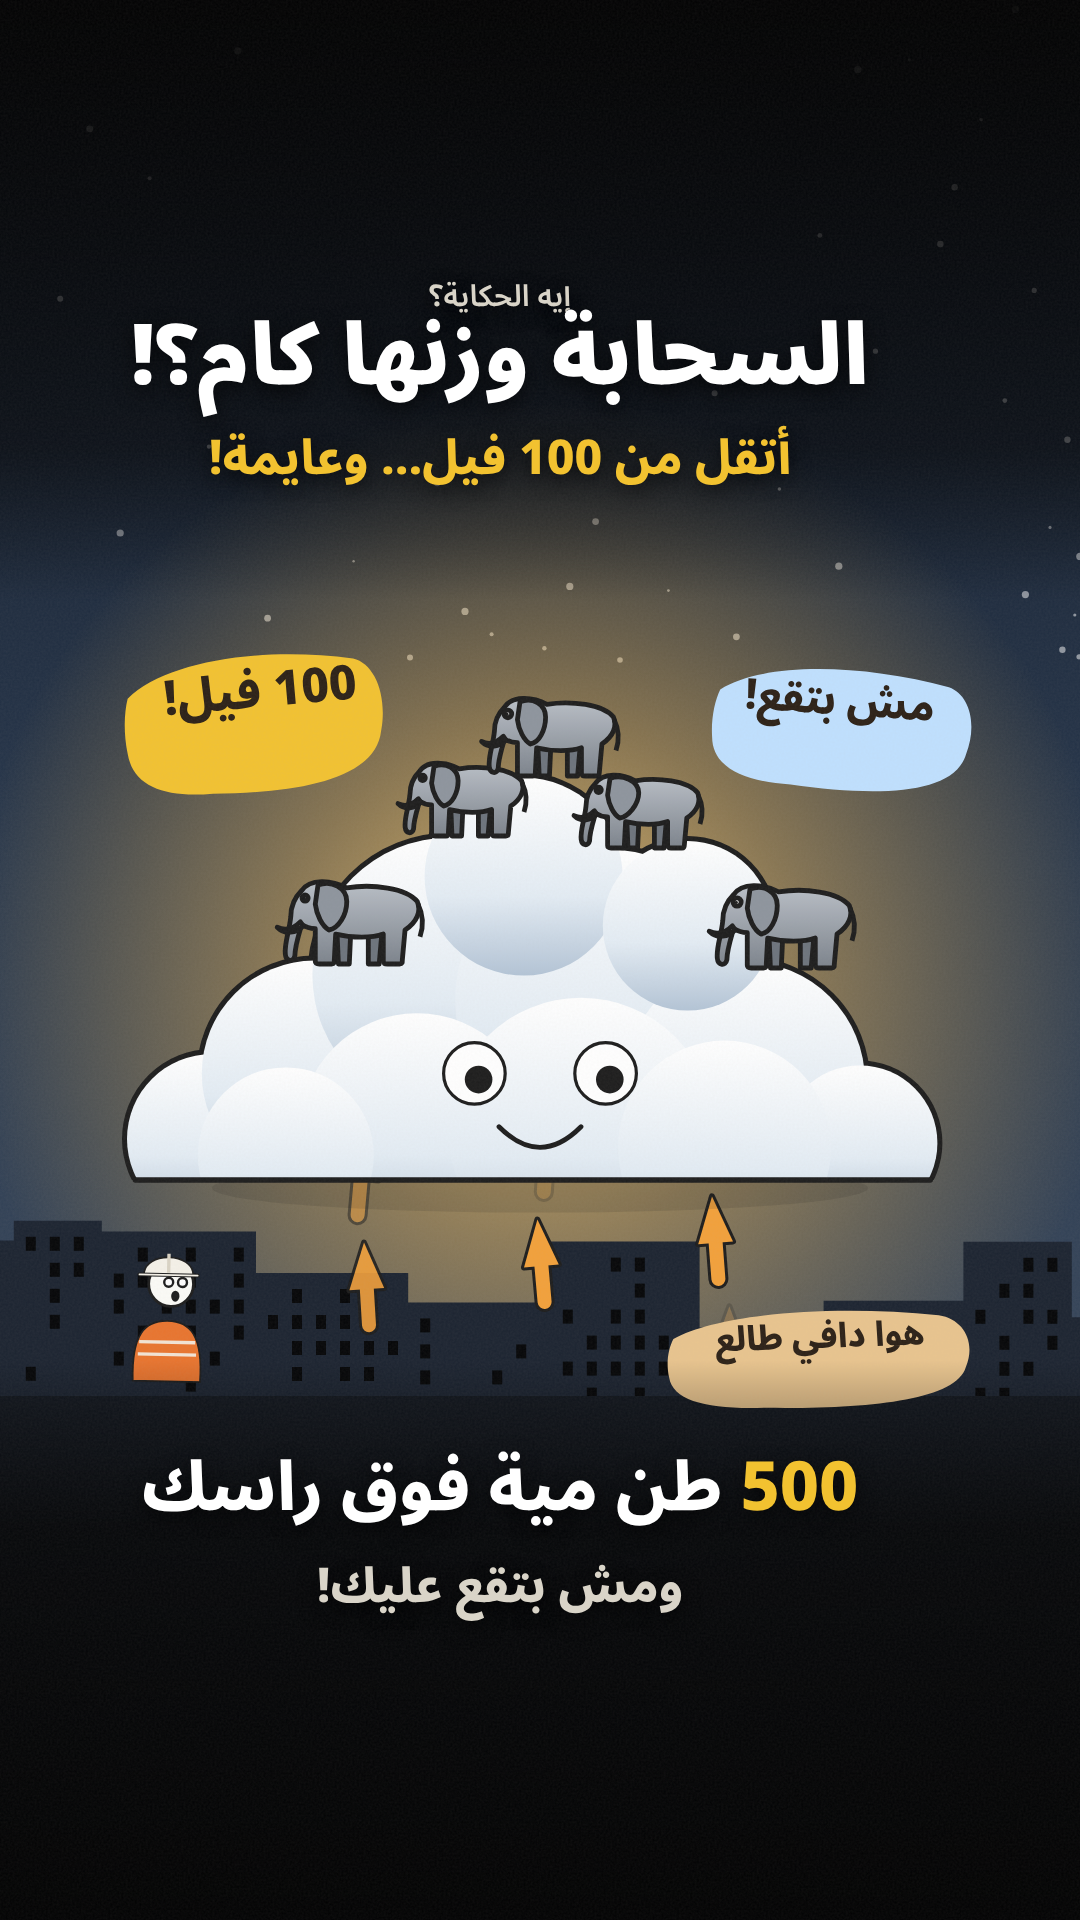 إيه الحكاية؟
السحابة وزنها كام؟!
أتقل من 100 فيل... وعايمة!
مش بتقع!
100 فيل!
هوا دافي طالع
500 طن مية فوق راسك
ومش بتقع عليك!